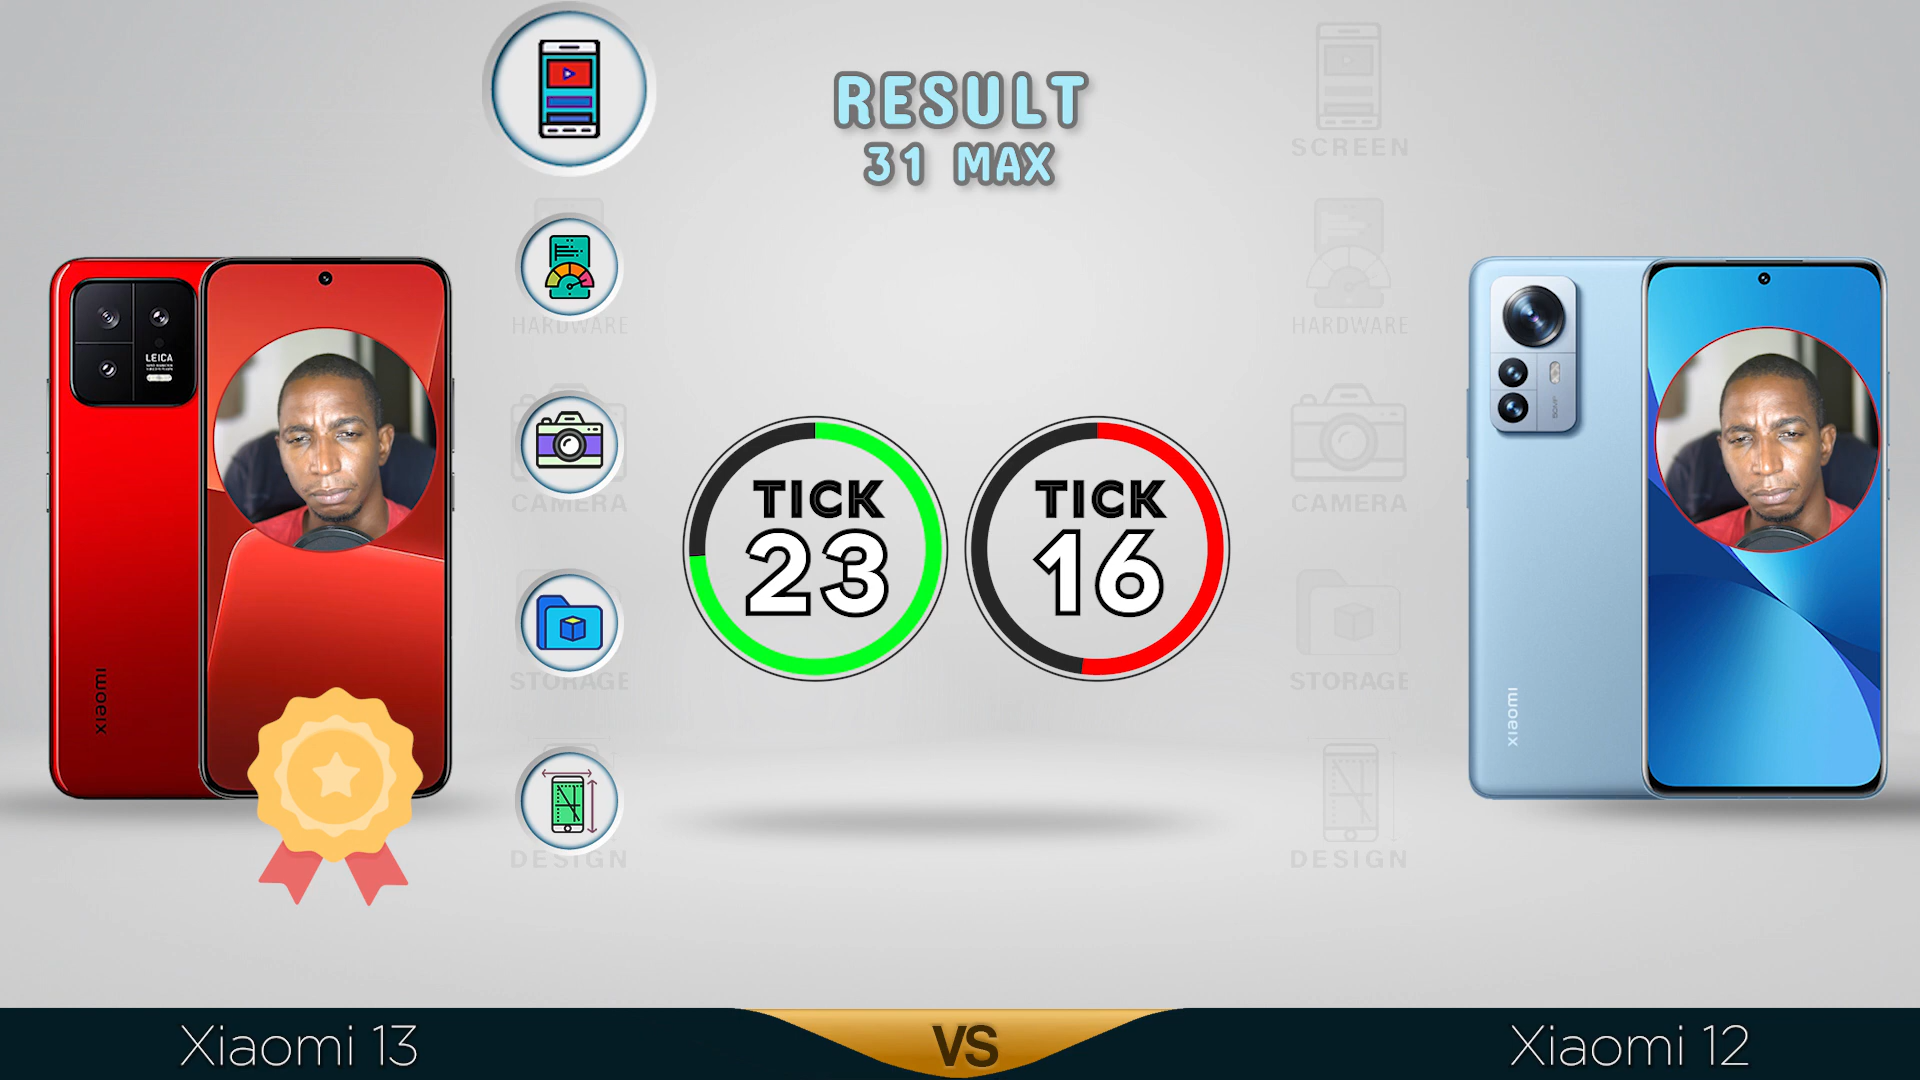 RESULT
31 MAX
SCREEN
HARDWARE
HARDWARE
LEICA
CAMERA
CAMERA
TICK
23
TICK
16
STORAGE
STORAGE
xiaomi
xiaomi
DESIGN
DESIGN
Xiaomi 13
VS
Xiaomi 12